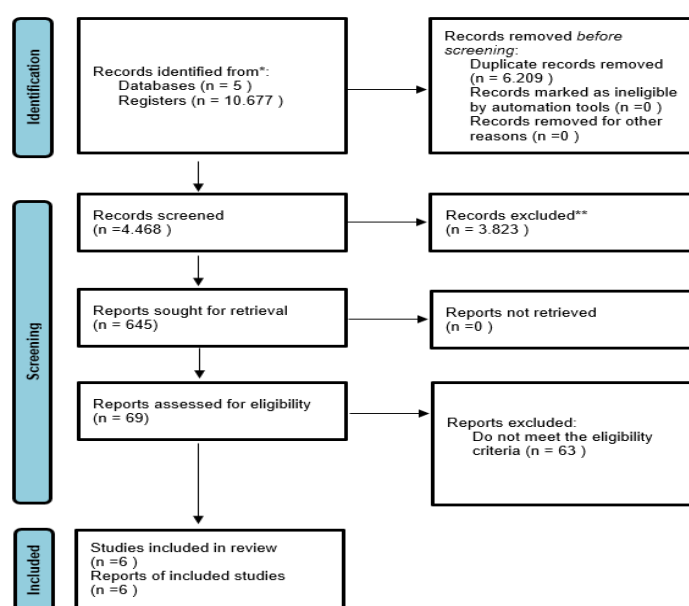 Identification
Records identified from*:
Databases (n = 5 )
Registers (n = 10.677 )
Records removed before
screening:
Duplicate records removed
(n = 6.209 )
Records marked as ineligible
by automation tools (n =0 )
Records removed for other
reasons (n =0 )
Screening
Records screened
(n =4.468 )
Records excluded**
(n = 3.823 )
Reports sought for retrieval
(n = 645)
Reports not retrieved
(n =0 )
Reports assessed for eligibility
(n = 69)
Reports excluded:
Do not meet the eligibility
criteria (n = 63 )
Included
Studies included in review
(n =6 )
Reports of included studies
(n =6 )